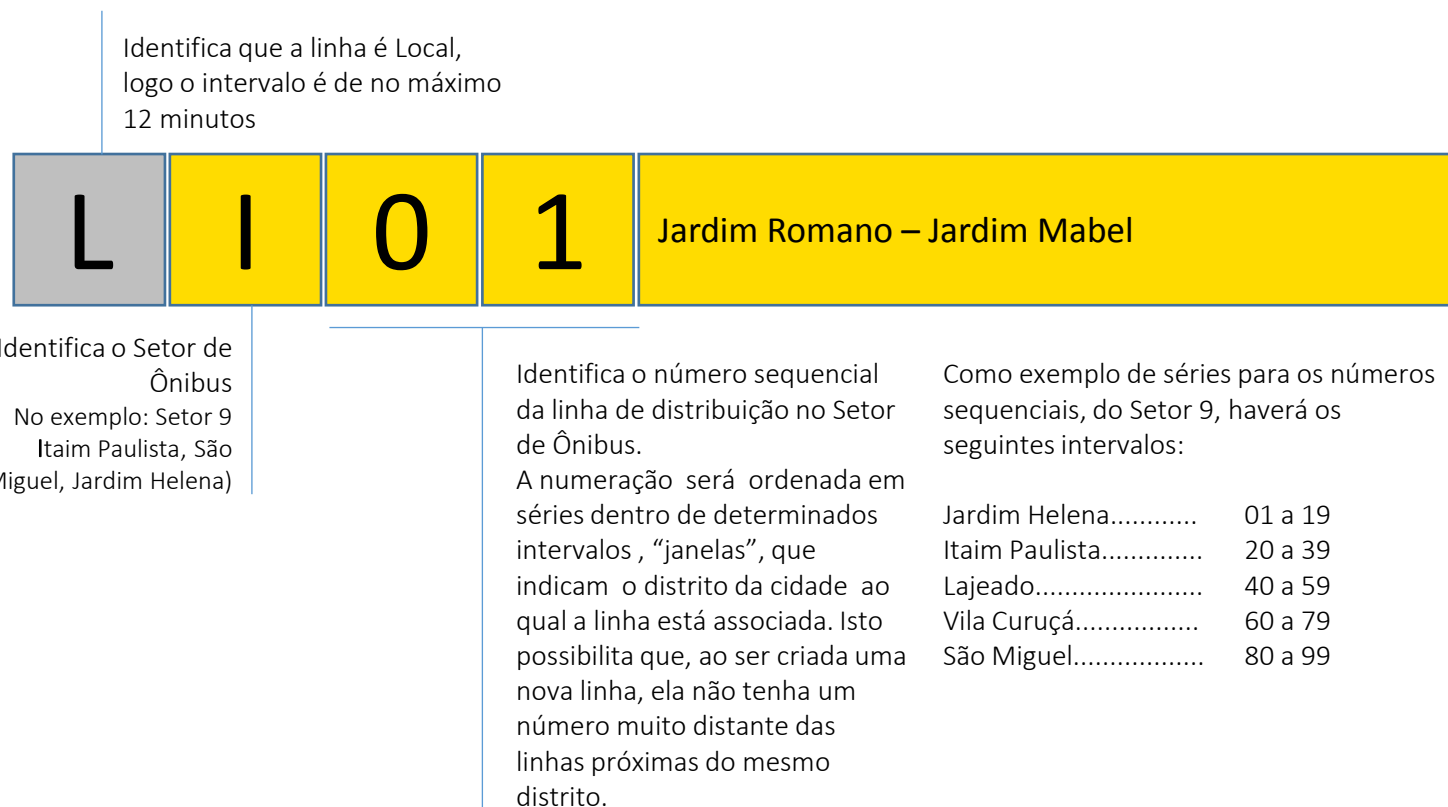 Identifica que a linha é Local,
logo o intervalo é de no máximo
12 minutos
L I 0 1 Jardim Romano – Jardim Mabel
Identifica o Setor de
Ônibus
No exemplo: Setor 9
Itaim Paulista, São
Miguel, Jardim Helena)
Identifica o número sequencial
da linha de distribuição no Setor
de Ônibus.
A numeração será ordenada em
séries dentro de determinados
intervalos , “janelas”, que
indicam o distrito da cidade ao
qual a linha está associada. Isto
possibilita que, ao ser criada uma
nova linha, ela não tenha um
número muito distante das
linhas próximas do mesmo
distrito.
Como exemplo de séries para os números
sequenciais, do Setor 9, haverá os
seguintes intervalos:
Jardim Helena............ 01 a 19
Itaim Paulista.............. 20 a 39
Lajeado....................... 40 a 59
Vila Curuçá................. 60 a 79
São Miguel.................. 80 a 99